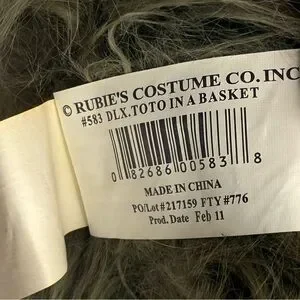 © RUBIE'S COSTUME CO. INC
#583 DLX. TOTO IN A BASKET
0 82686 00583 8
MADE IN CHINA
PO/Lot #217159 FTY #776
Prod. Date Feb 11